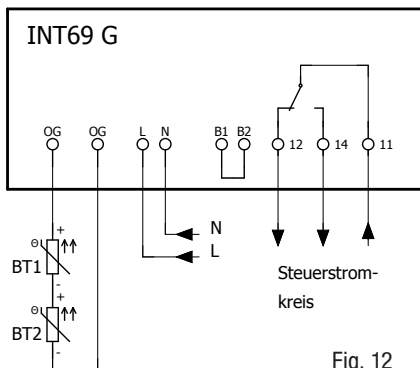 INT69 G
OG OG L N B1 B2 12 14 11
N
L
+
Θ
BT1
-
+
Θ
BT2
-
Steuerstrom-
kreis
Fig. 12